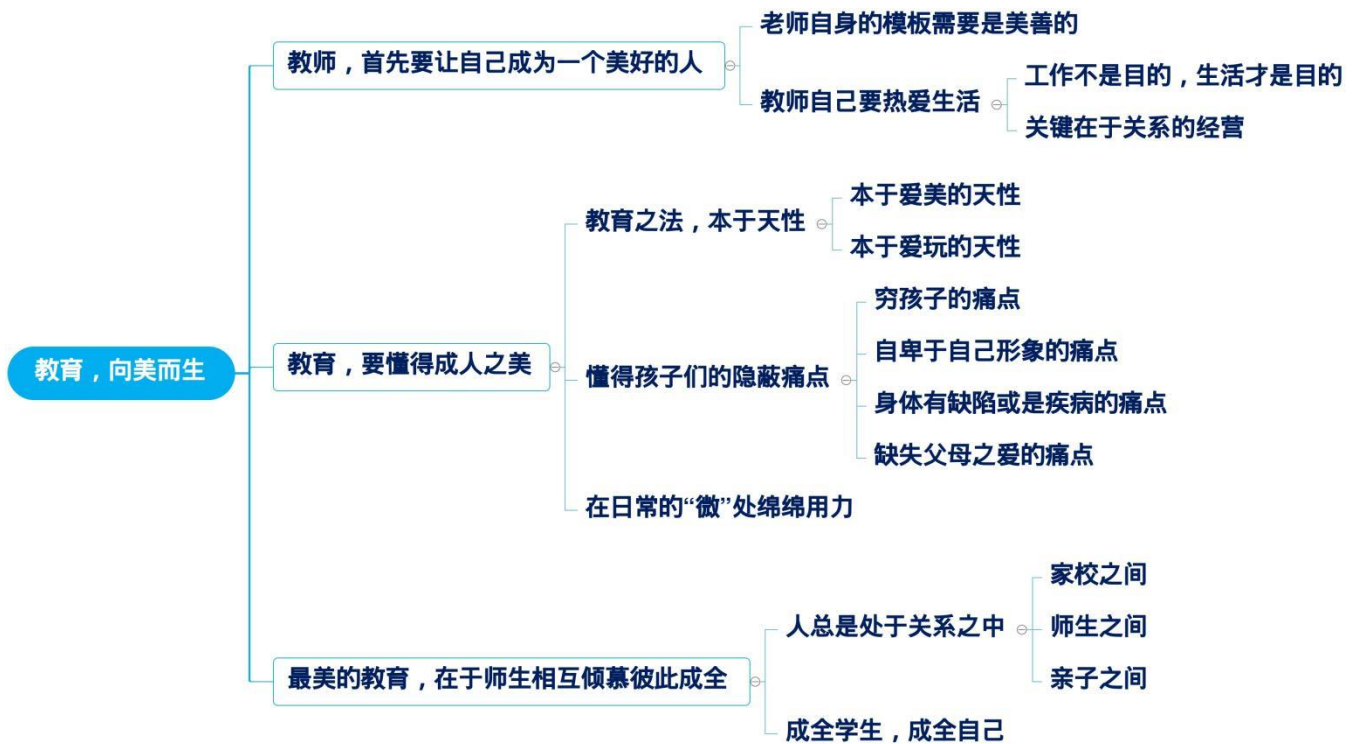 教育，向美而生
教师，首先要让自己成为一个美好的人
老师自身的模板需要是美善的
教师自己要热爱生活
工作不是目的，生活才是目的
关键在于关系的经营
教育，要懂得成人之美
教育之法，本于天性
本于爱美的天性
本于爱玩的天性
懂得孩子们的隐蔽痛点
穷孩子的痛点
自卑于自己形象的痛点
身体有缺陷或是疾病的痛点
缺失父母之爱的痛点
在日常的“微”处绵绵用力
最美的教育，在于师生相互倾慕彼此成全
人总是处于关系之中
家校之间
师生之间
亲子之间
成全学生，成全自己